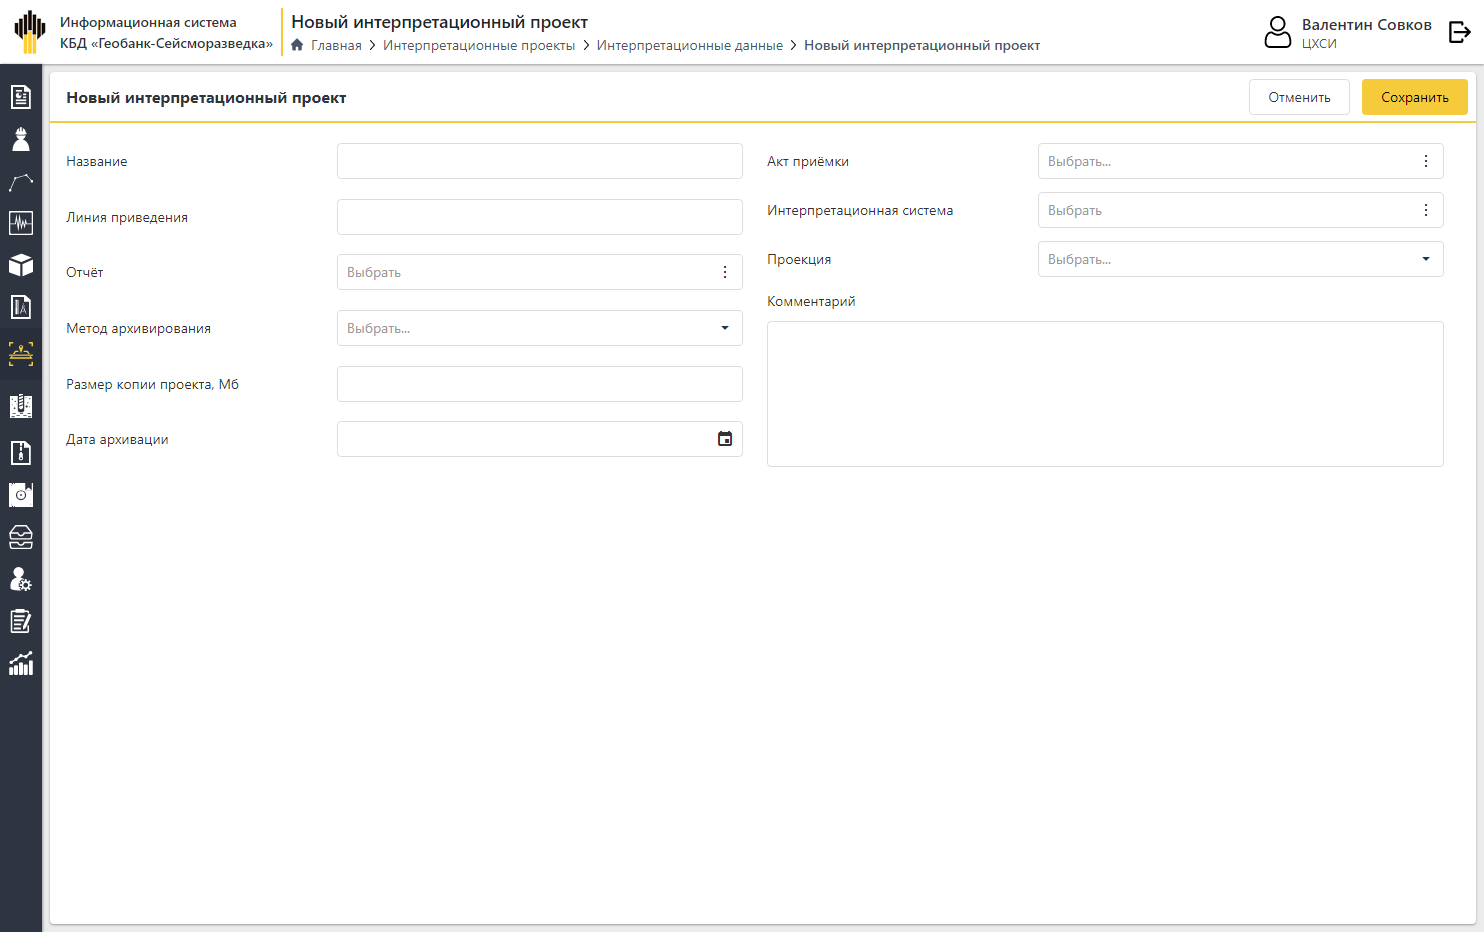 Информационная система
КБД «Геобанк-Сейсморазведка»
Новый интерпретационный проект
Главная > Интерпретационные проекты > Интерпретационные данные > Новый интерпретационный проект
Валентин Совков
ЦХСИ
Новый интерпретационный проект
Отменить
Сохранить
Название
Линия приведения
Отчёт
Выбрать
Метод архивирования
Выбрать...
Размер копии проекта, Мб
Дата архивации
Акт приёмки
Выбрать...
Интерпретационная система
Выбрать
Проекция
Выбрать...
Комментарий